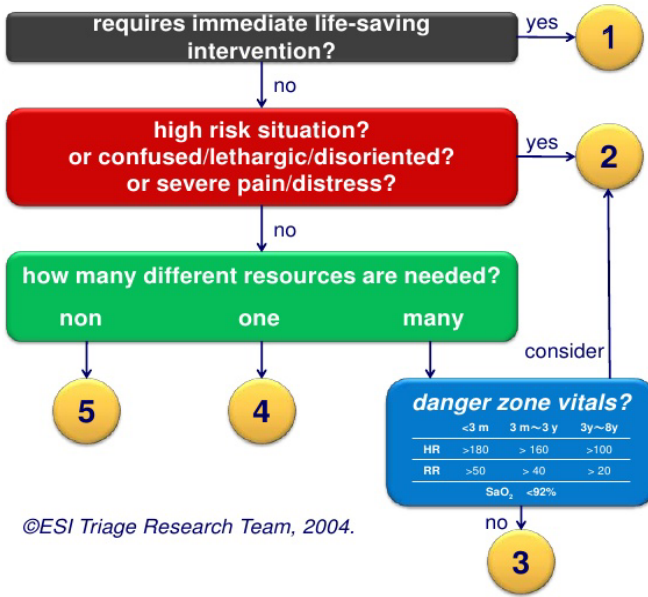 requires immediate life-saving
intervention?
yes
1
no
high risk situation?
or confused/lethargic/disoriented?
or severe pain/distress?
yes
2
no
how many different resources are needed?
non one many
consider
5
4
danger zone vitals?
<3 m 3 m～3 y 3y～8y
HR >180 > 160 >100
RR >50 > 40 > 20
SaO₂ <92%
©ESI Triage Research Team, 2004.
no
3